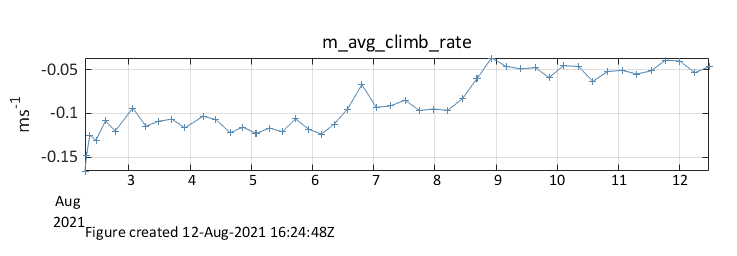 m_avg_climb_rate
-0.05
-0.1
-0.15
ms-1
3 4 5 6 7 8 9 10 11 12
Aug
2021
Figure created 12-Aug-2021 16:24:48Z